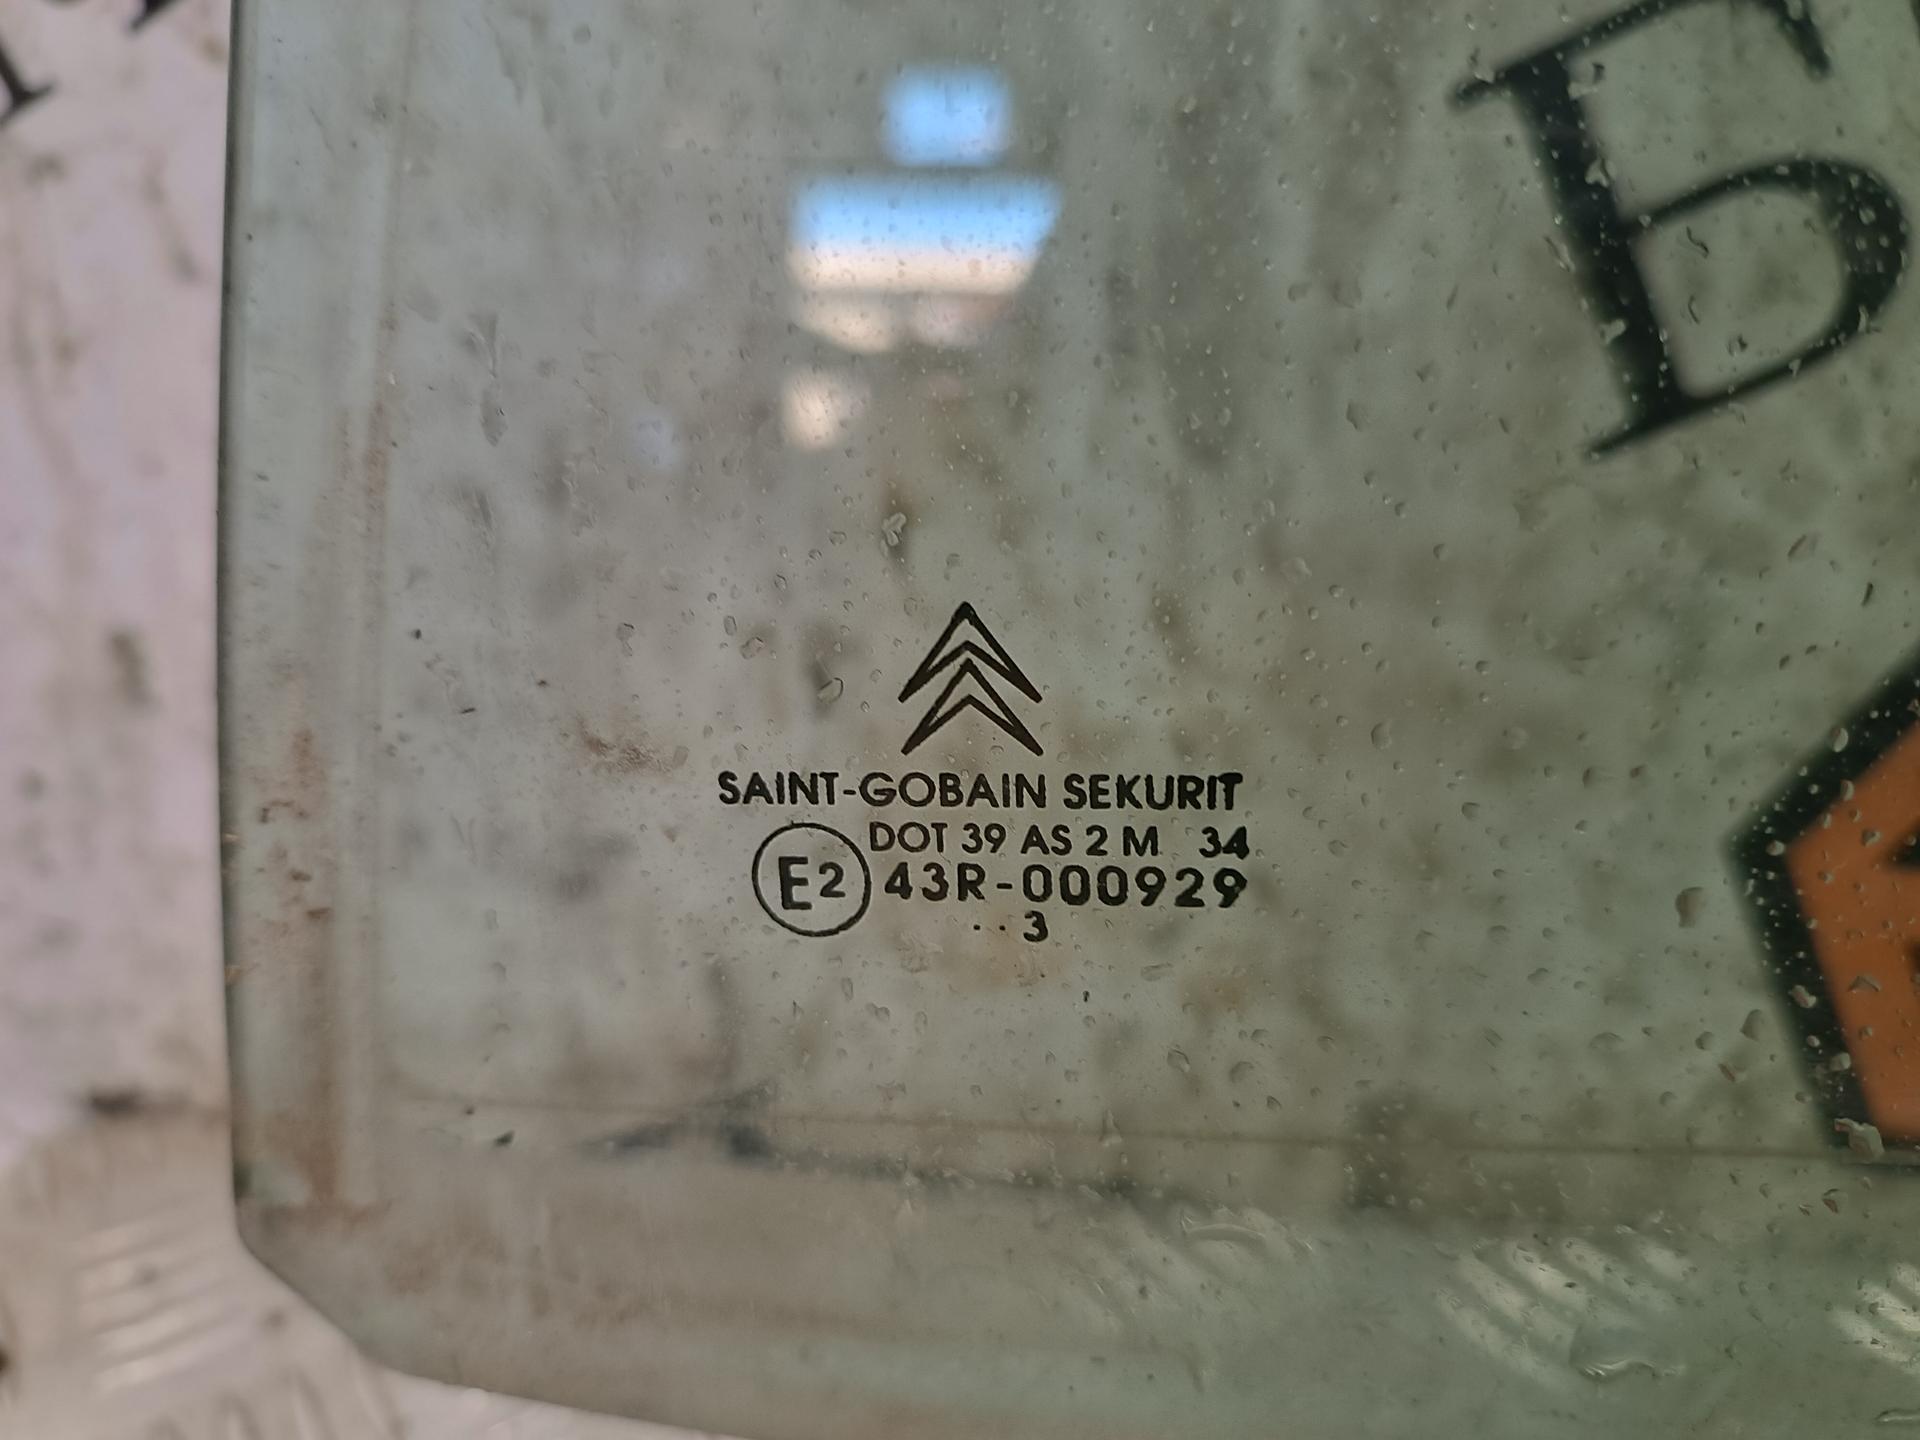 Б
SAINT-GOBAIN SEKURIT
DOT 39 AS 2 M 34
E2 43R-000929
··3